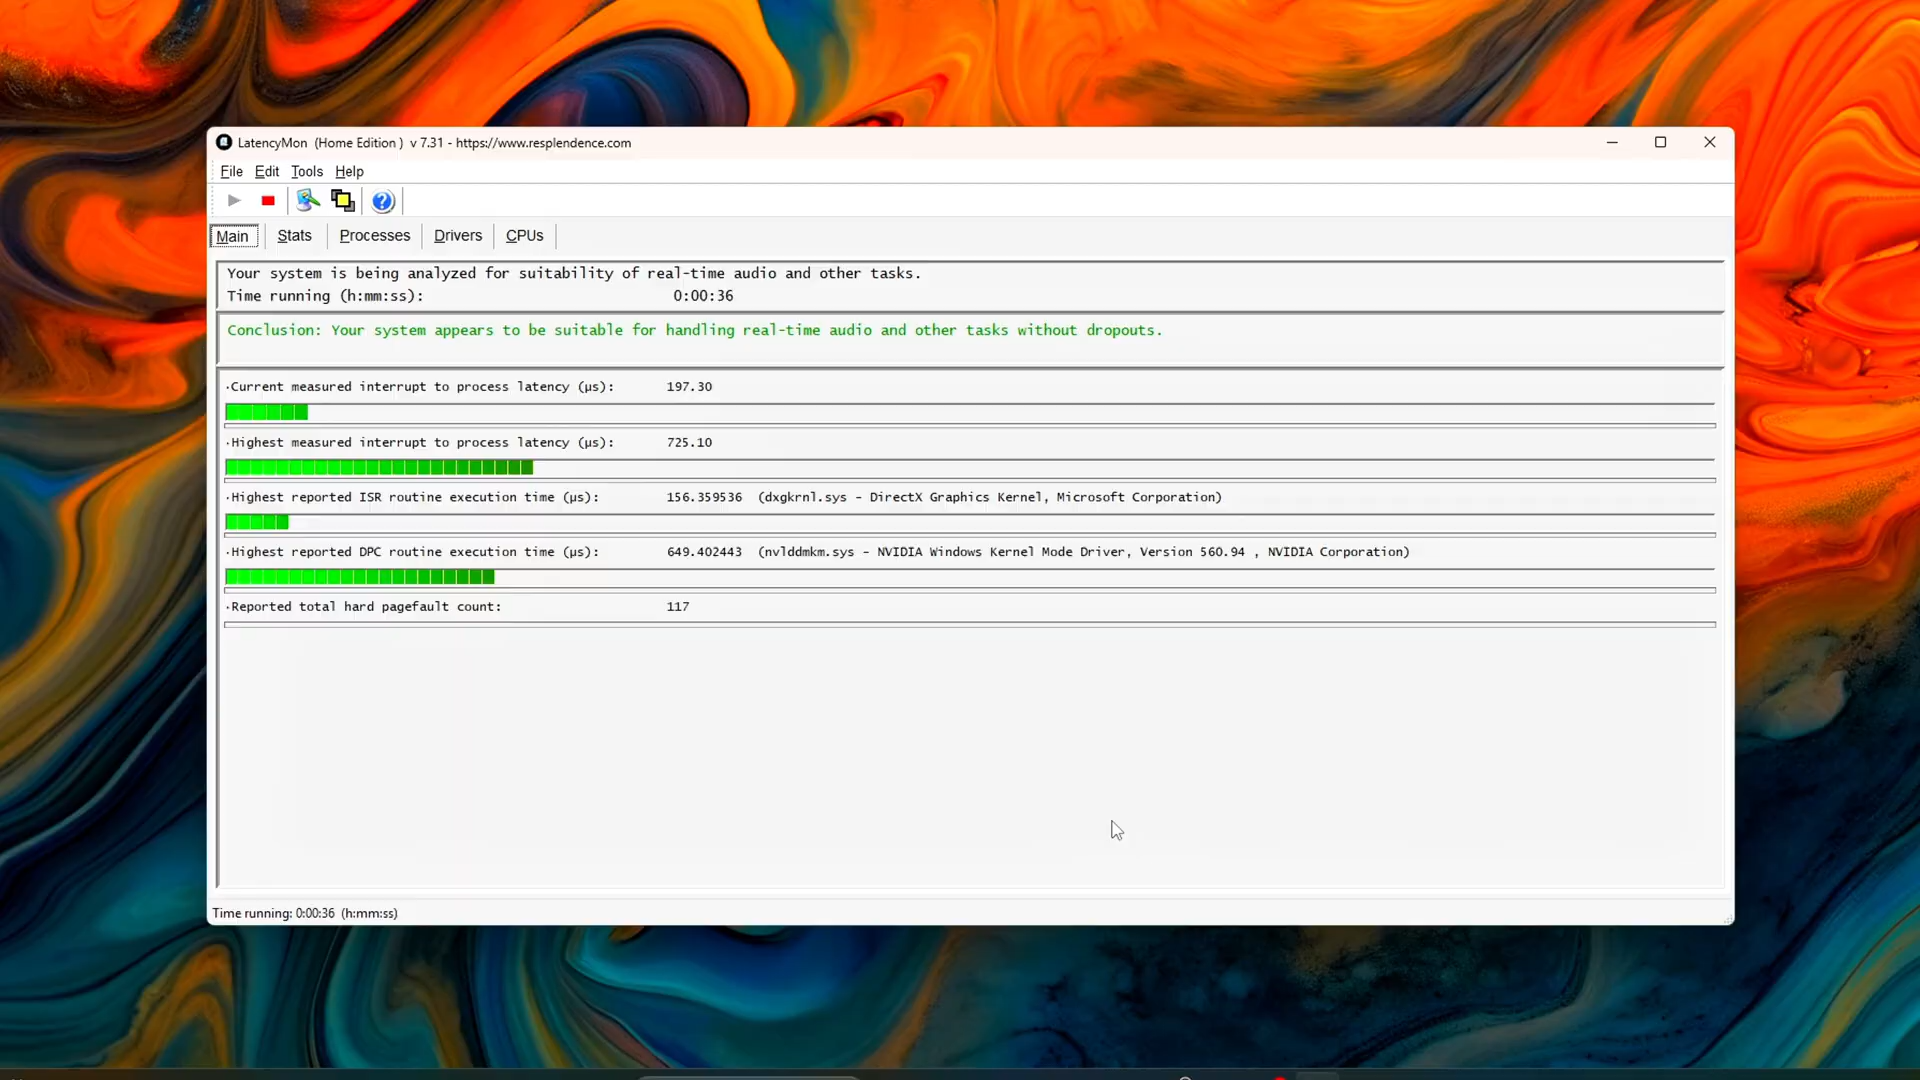 LatencyMon (Home Edition ) v 7.31 - https://www.resplendence.com
File Edit Tools Help
Main Stats Processes Drivers CPUs
Your system is being analyzed for suitability of real-time audio and other tasks.
Time running (h:mm:ss): 0:00:36
Conclusion: Your system appears to be suitable for handling real-time audio and other tasks without dropouts.
·Current measured interrupt to process latency (µs): 197.30
·Highest measured interrupt to process latency (µs): 725.10
·Highest reported ISR routine execution time (µs): 156.359536 (dxgkrnl.sys - DirectX Graphics Kernel, Microsoft Corporation)
·Highest reported DPC routine execution time (µs): 649.402443 (nvlddmkm.sys - NVIDIA Windows Kernel Mode Driver, Version 560.94 , NVIDIA Corporation)
·Reported total hard pagefault count: 117
Time running: 0:00:36 (h:mm:ss)